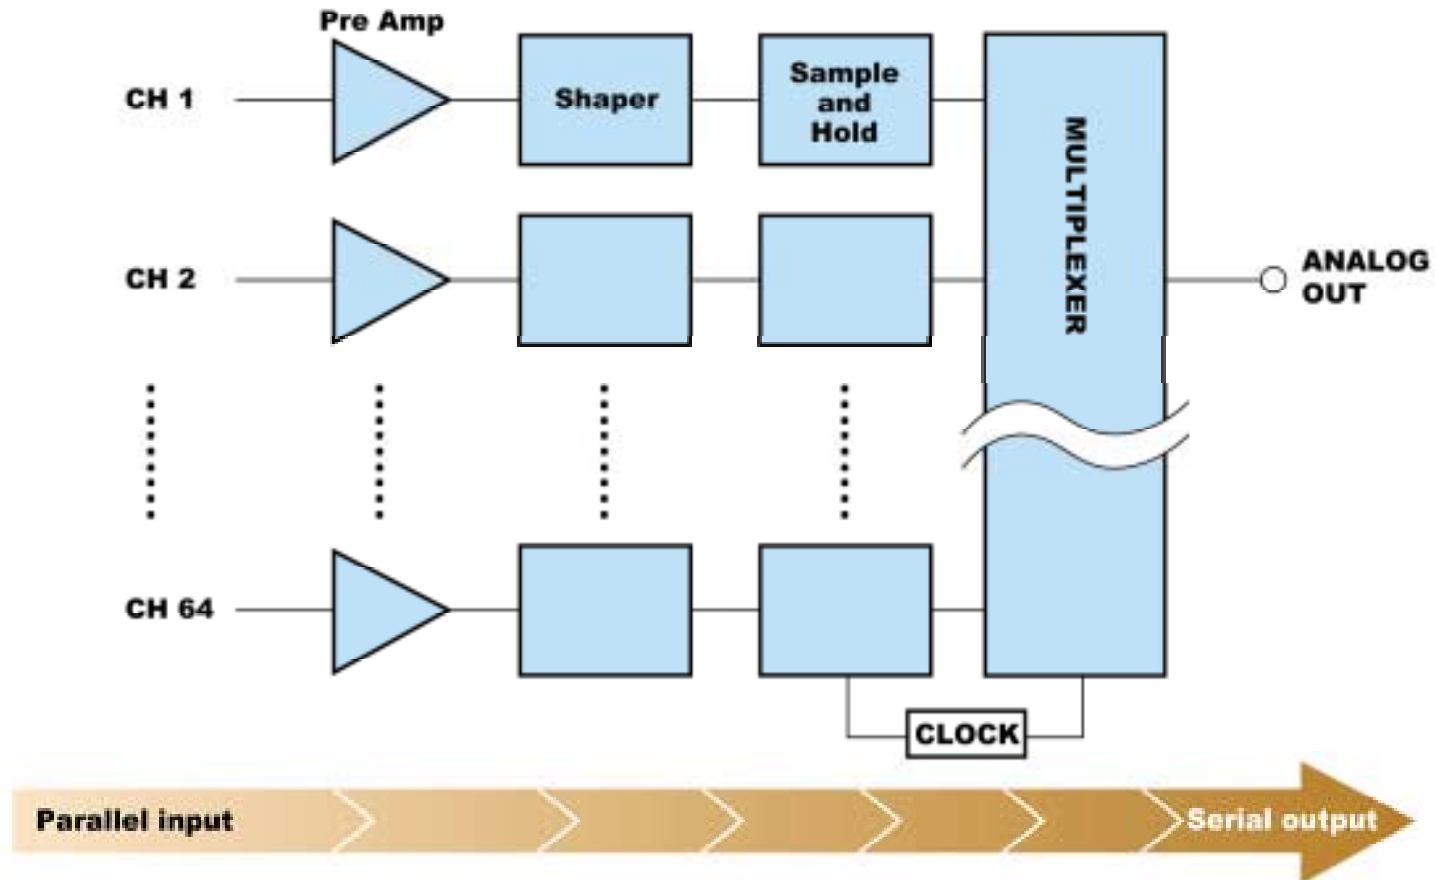 Pre Amp
CH 1
Shaper
Sample
and
Hold
MULTIPLEXER
CH 2
ANALOG
OUT
CH 64
CLOCK
Parallel input
Serial output